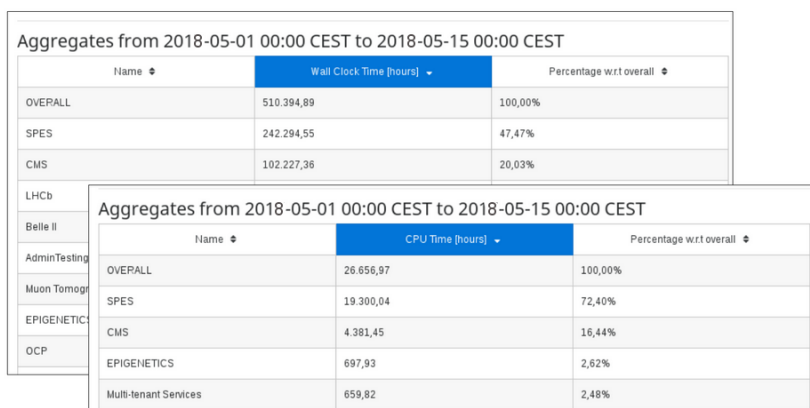 Aggregates from 2018-05-01 00:00 CEST to 2018-05-15 00:00 CEST
Name Wall Clock Time [hours] Percentage w.r.t overall
OVERALL 510.394,89 100,00%
SPES 242.294,55 47,47%
CMS 102.227,36 20,03%
LHCb
Belle II
AdminTesting
Muon Tomogr
EPIGENETICS
OCP
Aggregates from 2018-05-01 00:00 CEST to 2018-05-15 00:00 CEST
Name CPU Time [hours] Percentage w.r.t overall
OVERALL 26.656,97 100,00%
SPES 19.300,04 72,40%
CMS 4.381,45 16,44%
EPIGENETICS 697,93 2,62%
Multi-tenant Services 659,82 2,48%